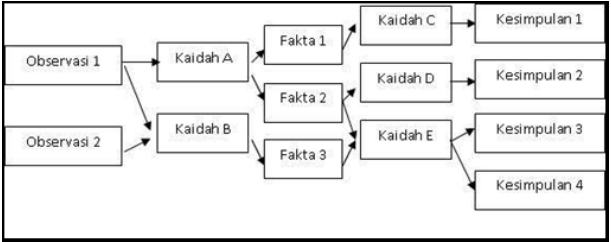 Observasi 1
Observasi 2
Kaidah A
Kaidah B
Fakta 1
Fakta 2
Fakta 3
Kaidah C
Kaidah D
Kaidah E
Kesimpulan 1
Kesimpulan 2
Kesimpulan 3
Kesimpulan 4